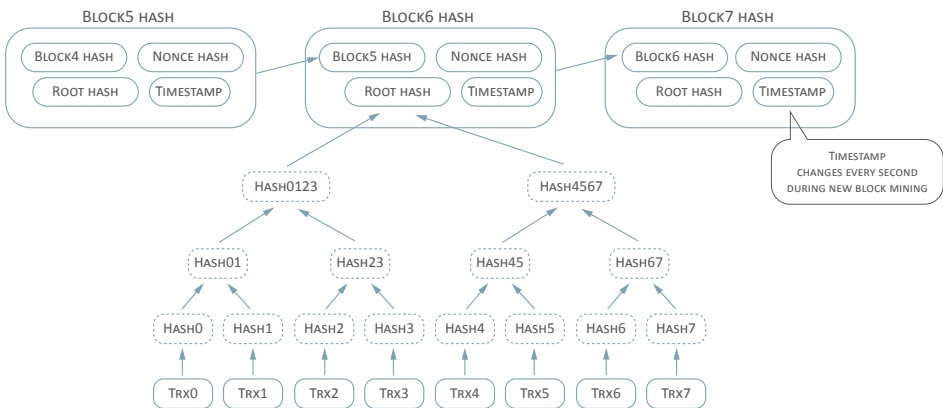 BLOCK5 HASH
BLOCK6 HASH
BLOCK7 HASH
BLOCK4 HASH
NONCE HASH
BLOCK5 HASH
NONCE HASH
BLOCK6 HASH
NONCE HASH
ROOT HASH
TIMESTAMP
ROOT HASH
TIMESTAMP
ROOT HASH
TIMESTAMP
TIMESTAMP
CHANGES EVERY SECOND
DURING NEW BLOCK MINING
HASH0123
HASH4567
HASH01
HASH23
HASH45
HASH67
HASH0
HASH1
HASH2
HASH3
HASH4
HASH5
HASH6
HASH7
TRX0
TRX1
TRX2
TRX3
TRX4
TRX5
TRX6
TRX7